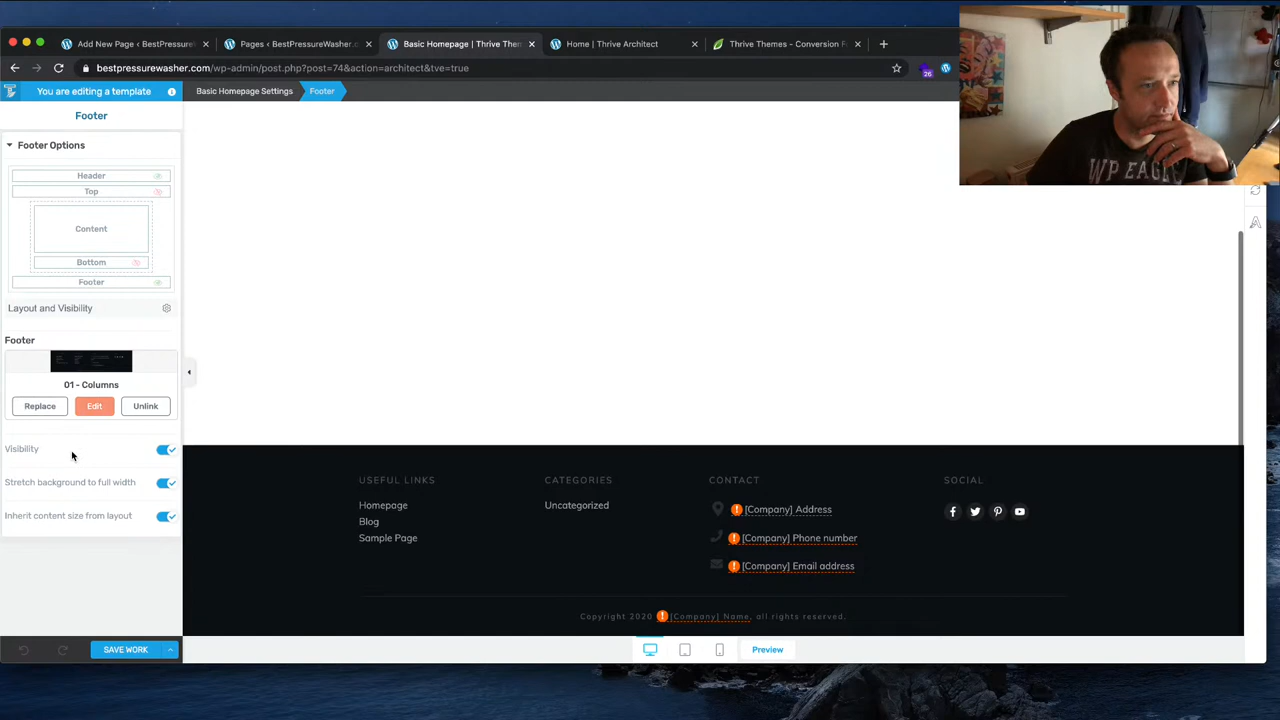 Add New Page ‹ BestPressure
Pages ‹ BestPressureWasher.c
Basic Homepage | Thrive Them
Home | Thrive Architect
Thrive Themes - Conversion F
bestpressurewasher.com/wp-admin/post.php?post=74&action=architect&tve=true
26
You are editing a template
Basic Homepage Settings
Footer
Footer
Footer Options
Header
Top
Content
Bottom
Footer
Layout and Visibility
Footer
01 - Columns
Replace
Edit
Unlink
Visibility
Stretch background to full width
Inherit content size from layout
SAVE WORK
USEFUL LINKS
Homepage
Blog
Sample Page
CATEGORIES
Uncategorized
CONTACT
[Company] Address
[Company] Phone number
[Company] Email address
SOCIAL
Copyright 2020 [Company] Name, all rights reserved.
Preview
WP EAGL